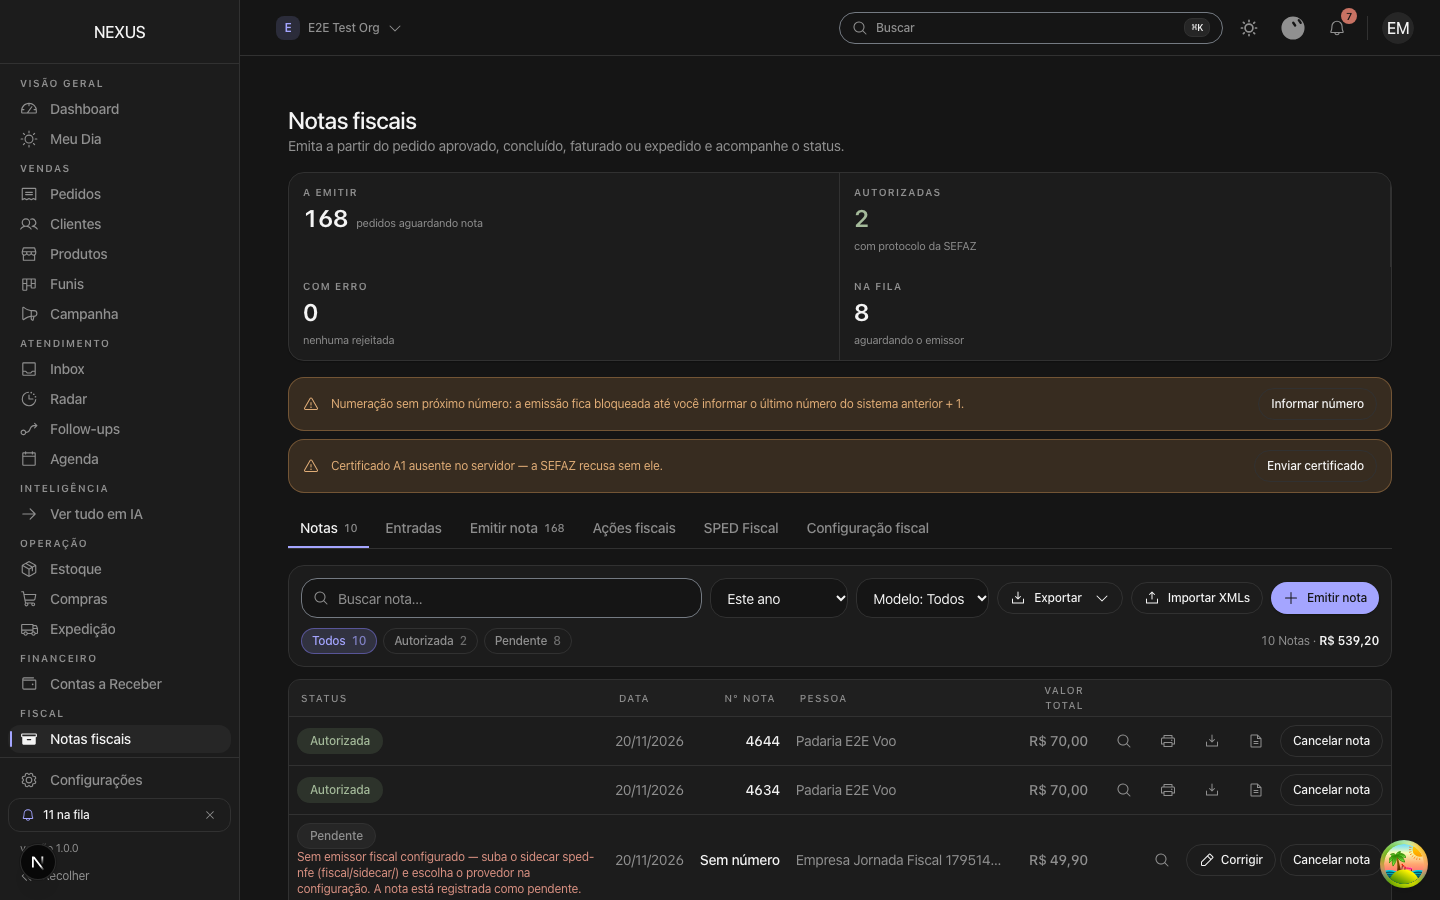 NEXUS
E
E2E Test Org
Buscar
⌘K
7
EM
VISÃO GERAL
Dashboard
Meu Dia
VENDAS
Pedidos
Clientes
Produtos
Funis
Campanha
ATENDIMENTO
Inbox
Radar
Follow-ups
Agenda
INTELIGÊNCIA
Ver tudo em IA
OPERAÇÃO
Estoque
Compras
Expedição
FINANCEIRO
Contas a Receber
FISCAL
Notas fiscais
Configurações
11 na fila
1.0.0
N
Notas fiscais
Emita a partir do pedido aprovado, concluído, faturado ou expedido e acompanhe o status.
A EMITIR
168 pedidos aguardando nota
AUTORIZADAS
2
com protocolo da SEFAZ
COM ERRO
0
nenhuma rejeitada
NA FILA
8
aguardando o emissor
Numeração sem próximo número: a emissão fica bloqueada até você informar o último número do sistema anterior + 1.
Informar número
Certificado A1 ausente no servidor — a SEFAZ recusa sem ele.
Enviar certificado
Notas 10
Entradas
Emitir nota 168
Ações fiscais
SPED Fiscal
Configuração fiscal
Buscar nota...
Este ano
Modelo: Todos
Exportar
Importar XMLs
Emitir nota
Todos 10
Autorizada 2
Pendente 8
10 Notas · R$ 539,20
STATUS
DATA
Nº NOTA
PESSOA
VALOR
TOTAL
Autorizada
20/11/2026
4644
Padaria E2E Voo
R$ 70,00
Cancelar nota
Autorizada
20/11/2026
4634
Padaria E2E Voo
R$ 70,00
Cancelar nota
Pendente
Sem emissor fiscal configurado — suba o sidecar sped-
nfe (fiscal/sidecar/) e escolha o provedor na
configuração. A nota está registrada como pendente.
20/11/2026
Sem número
Empresa Jornada Fiscal 179514...
R$ 49,90
Corrigir
Cancelar nota